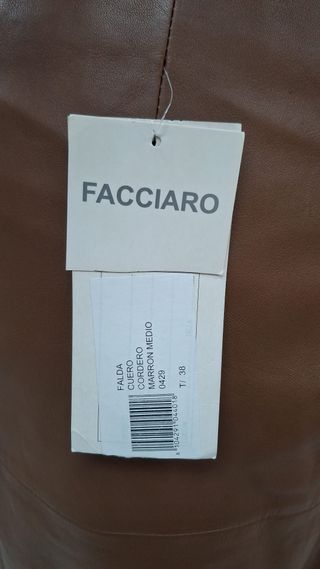 FACCIARO
FALDA
CUERO
CORDERO
MARRON MEDIO
0429
T/ 38